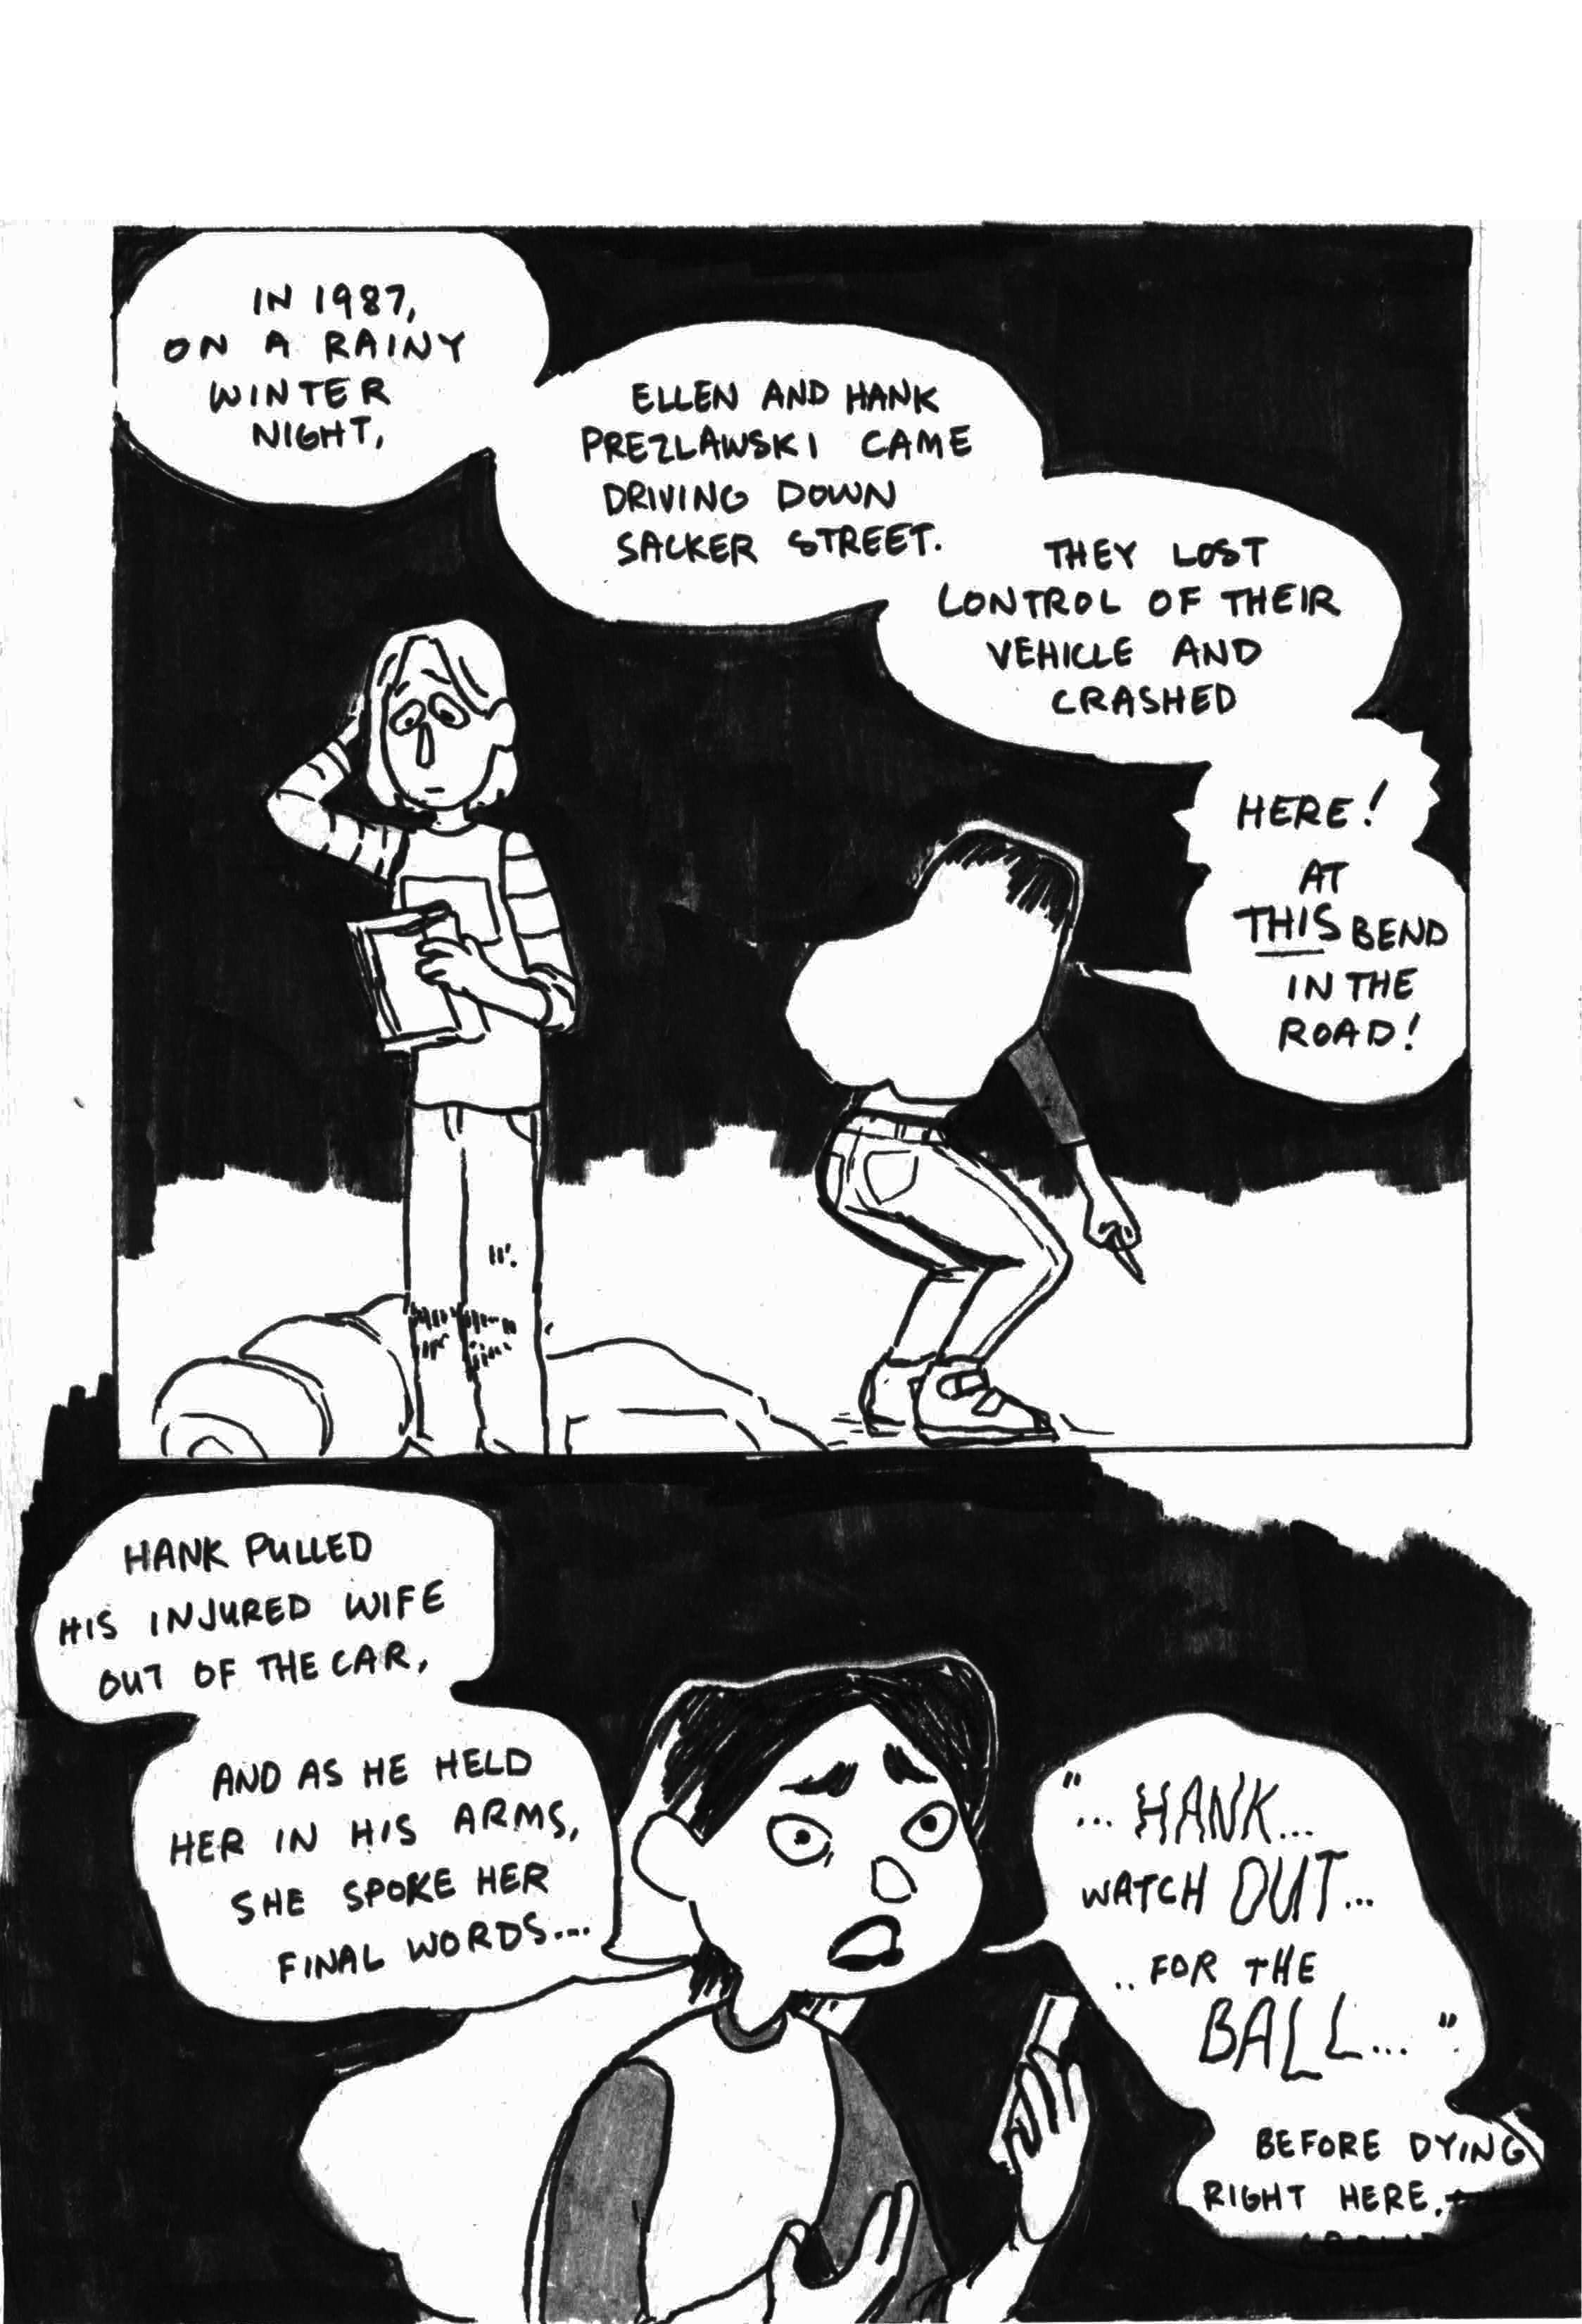 IN 1987,
ON A RAINY
WINTER
NIGHT,
ELLEN AND HANK
PREZLAWSKI CAME
DRIVING DOWN
SACKER STREET.
THEY LOST
CONTROL OF THEIR
VEHICLE AND
CRASHED
HERE!
AT
THIS BEND
IN THE
ROAD!
HANK PULLED
HIS INJURED WIFE
OUT OF THE CAR,
AND AS HE HELD
HER IN HIS ARMS,
SHE SPOKE HER
FINAL WORDS....
"... HANK...
WATCH OUT...
..FOR THE
BALL... "
BEFORE DYING
RIGHT HERE.